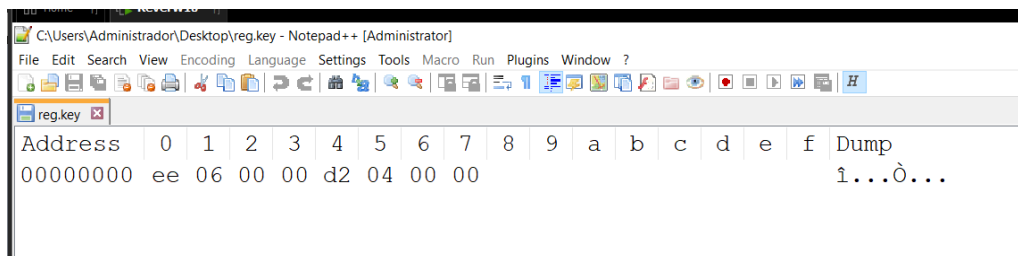 C:\Users\Administrador\Desktop\reg.key - Notepad++ [Administrator]
File Edit Search View Encoding Language Settings Tools Macro Run Plugins Window ?
H
reg.key
Address 0 1 2 3 4 5 6 7 8 9 a b c d e f Dump
00000000 ee 06 00 00 d2 04 00 00 î...Ò...